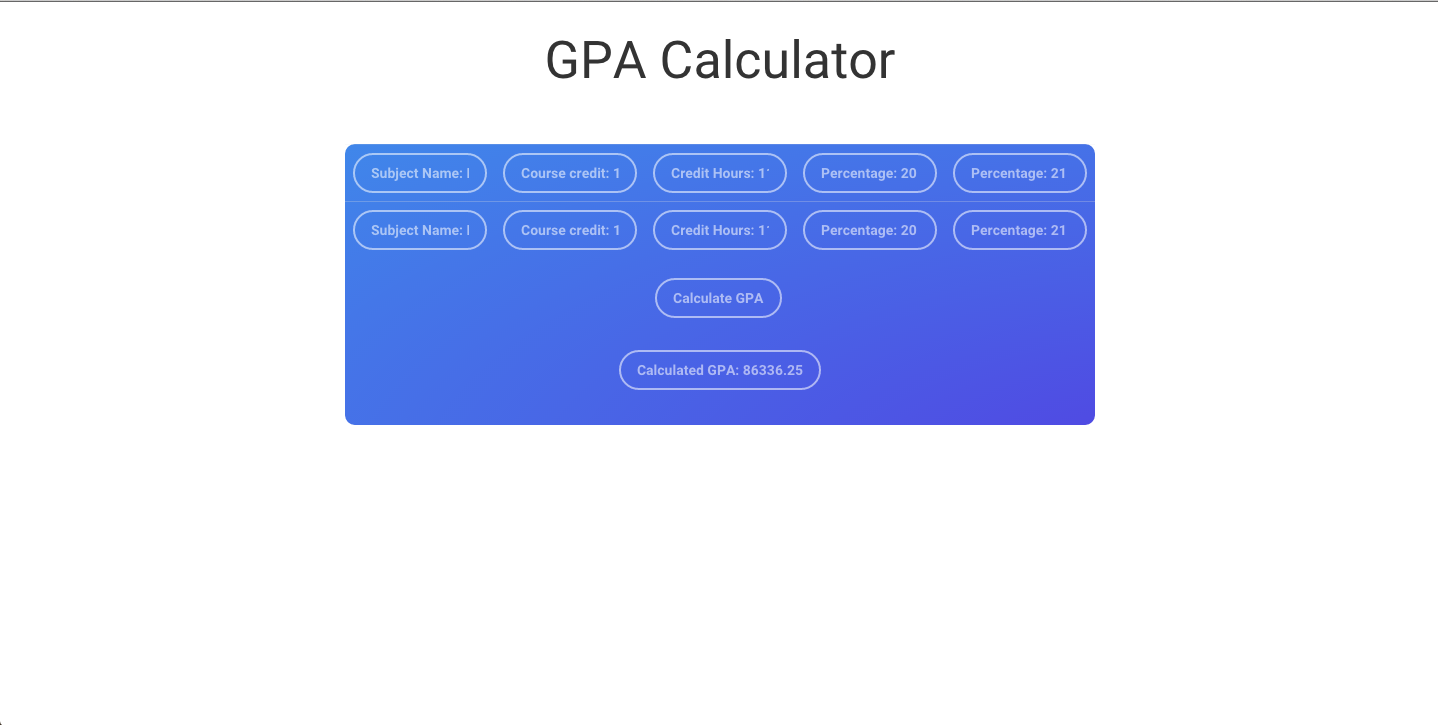 GPA Calculator
Subject Name: Course credit: 1 Credit Hours: 1 Percentage: 20 Percentage: 21
Subject Name: Course credit: 1 Credit Hours: 1 Percentage: 20 Percentage: 21
Calculate GPA
Calculated GPA: 86336.25